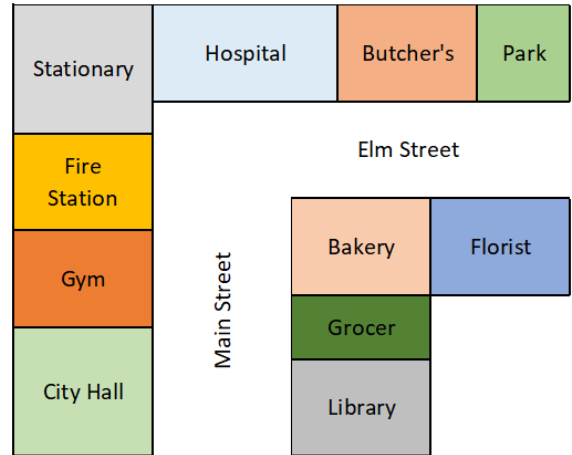 Stationary
Hospital
Butcher's
Park
Elm Street
Fire
Station
Bakery
Florist
Gym
Main Street
Grocer
City Hall
Library